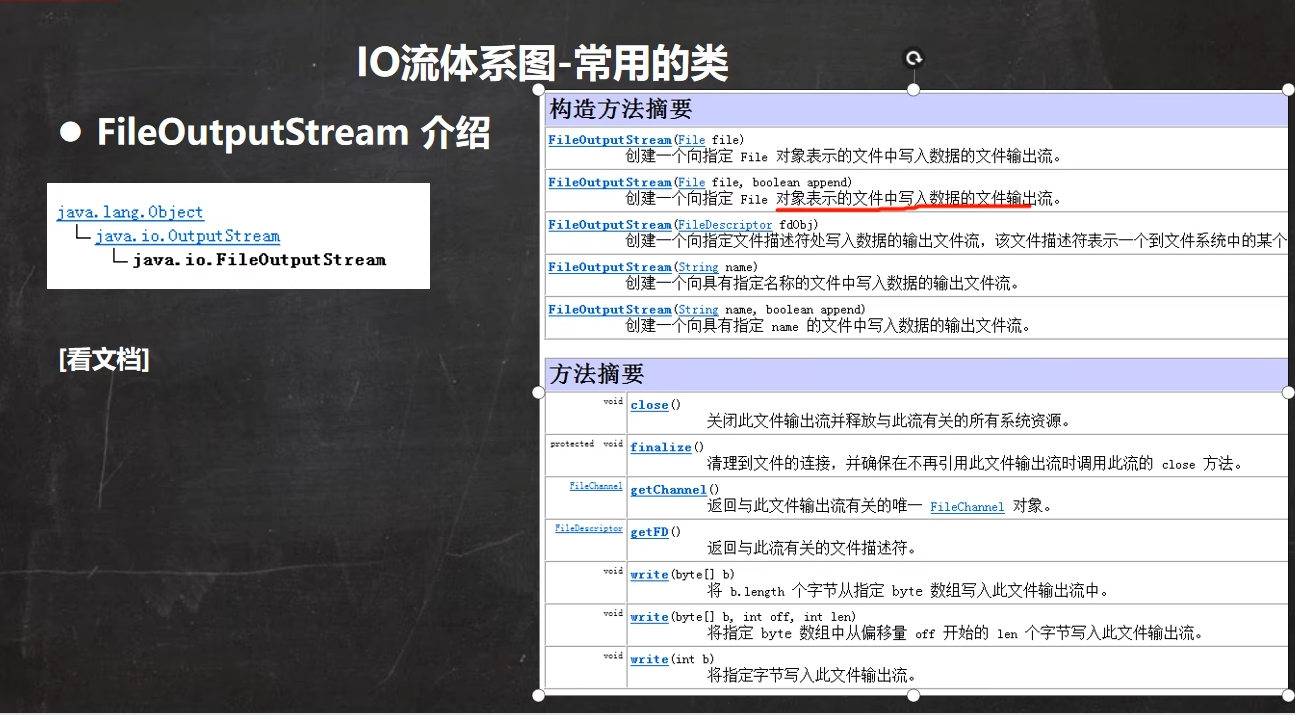 IO流体系图-常用的类
● FileOutputStream 介绍
java.lang.Object
java.io.OutputStream
java.io.FileOutputStream
[看文档]
构造方法摘要
FileOutputStream(File file)
创建一个向指定 File 对象表示的文件中写入数据的文件输出流。
FileOutputStream(File file, boolean append)
创建一个向指定 File 对象表示的文件中写入数据的文件输出流。
FileOutputStream(FileDescriptor fdObj)
创建一个向指定文件描述符处写入数据的输出文件流，该文件描述符表示一个到文件系统中的某个
FileOutputStream(String name)
创建一个向具有指定名称的文件中写入数据的输出文件流。
FileOutputStream(String name, boolean append)
创建一个向具有指定 name 的文件中写入数据的输出文件流。
方法摘要
void close()
关闭此文件输出流并释放与此流有关的所有系统资源。
protected void finalize()
清理到文件的连接，并确保在不再引用此文件输出流时调用此流的 close 方法。
FileChannel getChannel()
返回与此文件输出流有关的唯一 FileChannel 对象。
FileDescriptor getFD()
返回与此流有关的文件描述符。
void write(byte[] b)
将 b.length 个字节从指定 byte 数组写入此文件输出流中。
void write(byte[] b, int off, int len)
将指定 byte 数组中从偏移量 off 开始的 len 个字节写入此文件输出流。
void write(int b)
将指定字节写入此文件输出流。